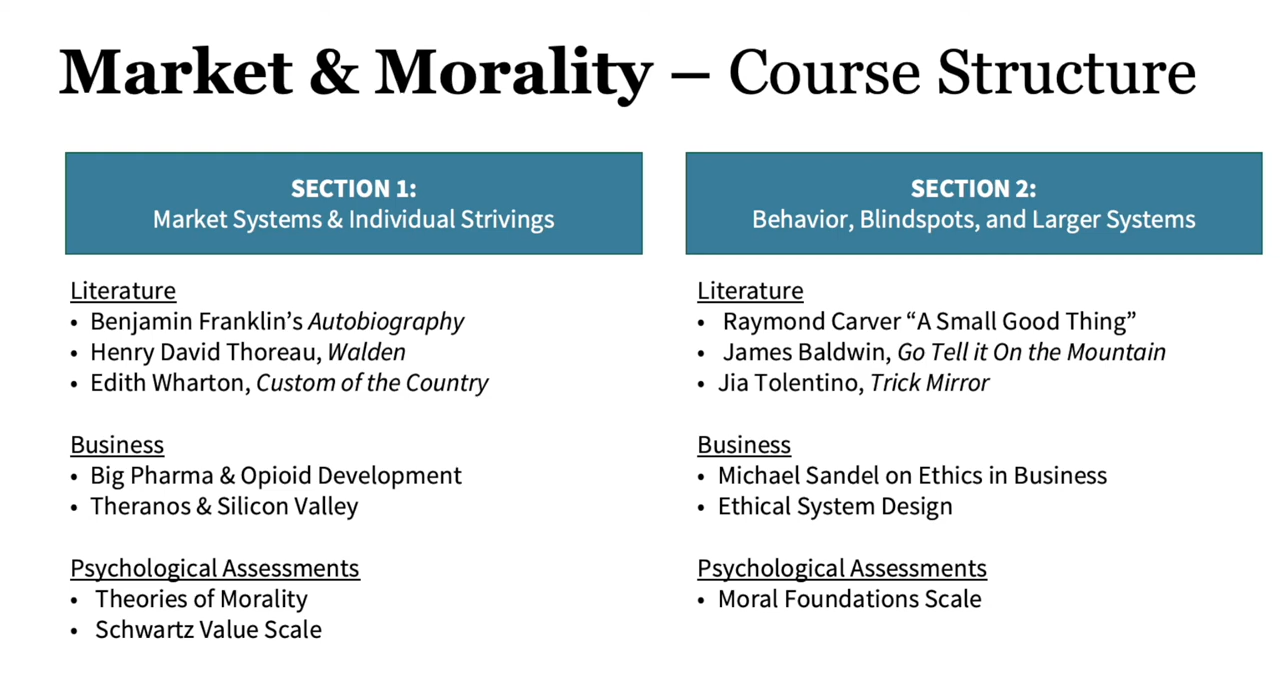 Market & Morality – Course Structure
SECTION 1:
Market Systems & Individual Strivings
Literature
• Benjamin Franklin's Autobiography
• Henry David Thoreau, Walden
• Edith Wharton, Custom of the Country
Business
• Big Pharma & Opioid Development
• Theranos & Silicon Valley
Psychological Assessments
• Theories of Morality
• Schwartz Value Scale
SECTION 2:
Behavior, Blindspots, and Larger Systems
Literature
• Raymond Carver “A Small Good Thing”
• James Baldwin, Go Tell it On the Mountain
• Jia Tolentino, Trick Mirror
Business
• Michael Sandel on Ethics in Business
• Ethical System Design
Psychological Assessments
• Moral Foundations Scale